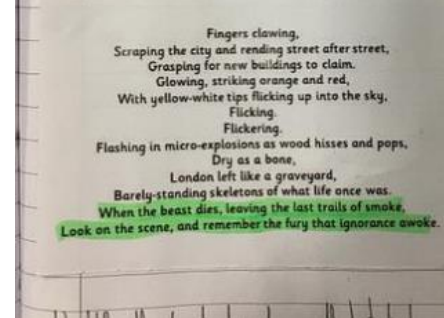 Fingers clawing,
Scraping the city and rending street after street,
Grasping for new buildings to claim.
Glowing, striking orange and red,
With yellow-white tips flicking up into the sky,
Flicking.
Flickering.
Flashing in micro-explosions as wood hisses and pops,
Dry as a bone,
London left like a graveyard,
Barely-standing skeletons of what life once was.
When the beast dies, leaving the last trails of smoke,
Look on the scene, and remember the fury that ignorance awoke.